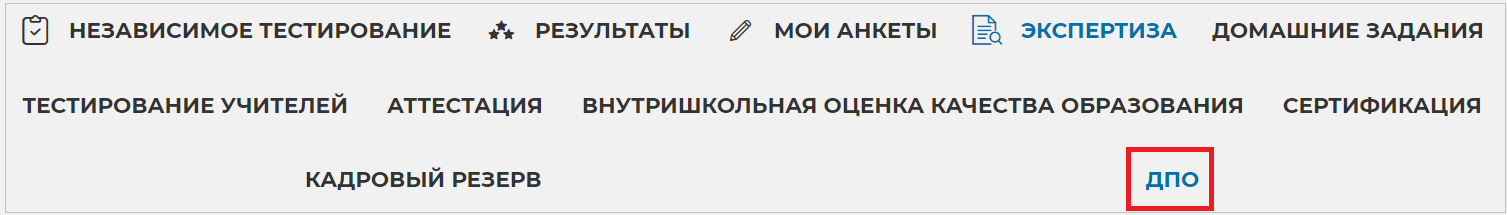 НЕЗАВИСИМОЕ ТЕСТИРОВАНИЕ РЕЗУЛЬТАТЫ МОИ АНКЕТЫ ЭКСПЕРТИЗА ДОМАШНИЕ ЗАДАНИЯ
ТЕСТИРОВАНИЕ УЧИТЕЛЕЙ АТТЕСТАЦИЯ ВНУТРИШКОЛЬНАЯ ОЦЕНКА КАЧЕСТВА ОБРАЗОВАНИЯ СЕРТИФИКАЦИЯ
КАДРОВЫЙ РЕЗЕРВ ДПО